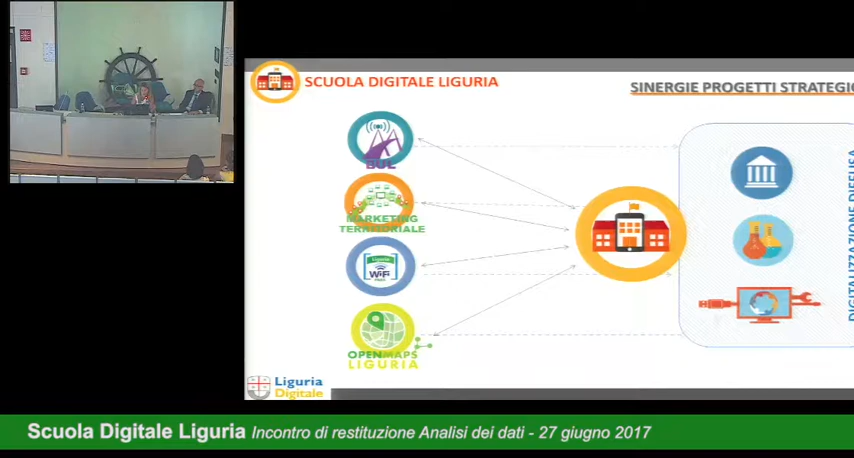 SCUOLA DIGITALE LIGURIA
SINERGIE PROGETTI STRATEGIC
BUL
MARKETING
TERRITORIALE
Liguria
WiFi
OPENMAPS
LIGURIA
DIGITALIZZAZIONE DIFFUSA
Liguria
Digitale
Scuola Digitale Liguria Incontro di restituzione Analisi dei dati - 27 giugno 2017